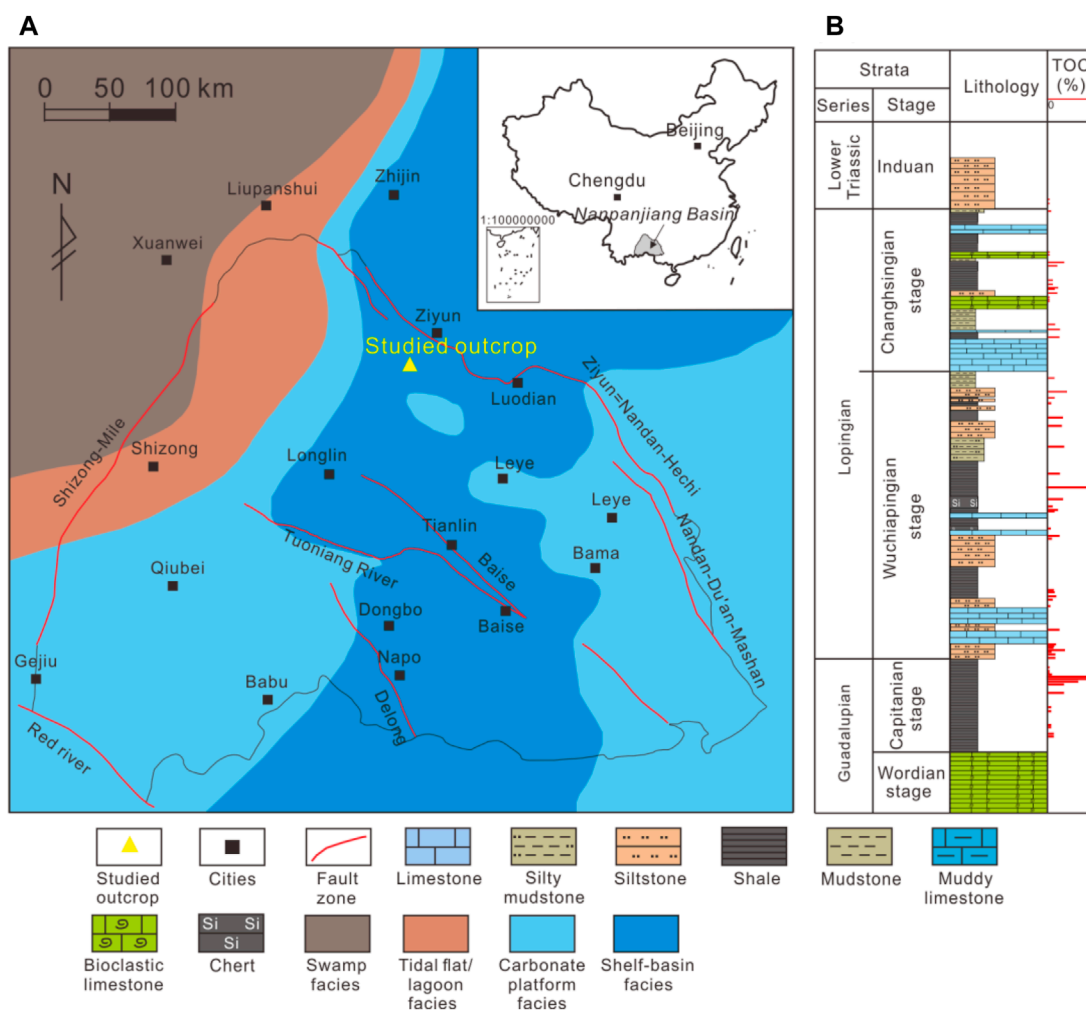 A
B
0 50 100 km
N
Liupanshui
Zhijin
Xuanwei
Ziyun
Studied outcrop
Luodian
Ziyun=Nandan-Hechi
Shizong-Mile
Shizong
Longlin
Leye
Leye
Nandan-Du'an-Mashan
Tianlin
Tuoniang River
Baise
Bama
Qiubei
Dongbo
Baise
Gejiu
Napo
Babu
Delong
Red river
Beijing
Chengdu
Nanpanjiang Basin
1:100000000
Strata
Lithology
TOC
(%)
Series
Stage
0
Lower
Triassic
Induan
Lopingian
Changhsingian
stage
Wuchiapingian
stage
Si Si
Guadalupian
Capitanian
stage
Wordian
stage
Studied
outcrop
Cities
Fault
zone
Limestone
Silty
mudstone
Siltstone
Shale
Mudstone
Muddy
limestone
Si Si
Si
Bioclastic
limestone
Chert
Swamp
facies
Tidal flat/
lagoon
facies
Carbonate
platform
facies
Shelf-basin
facies